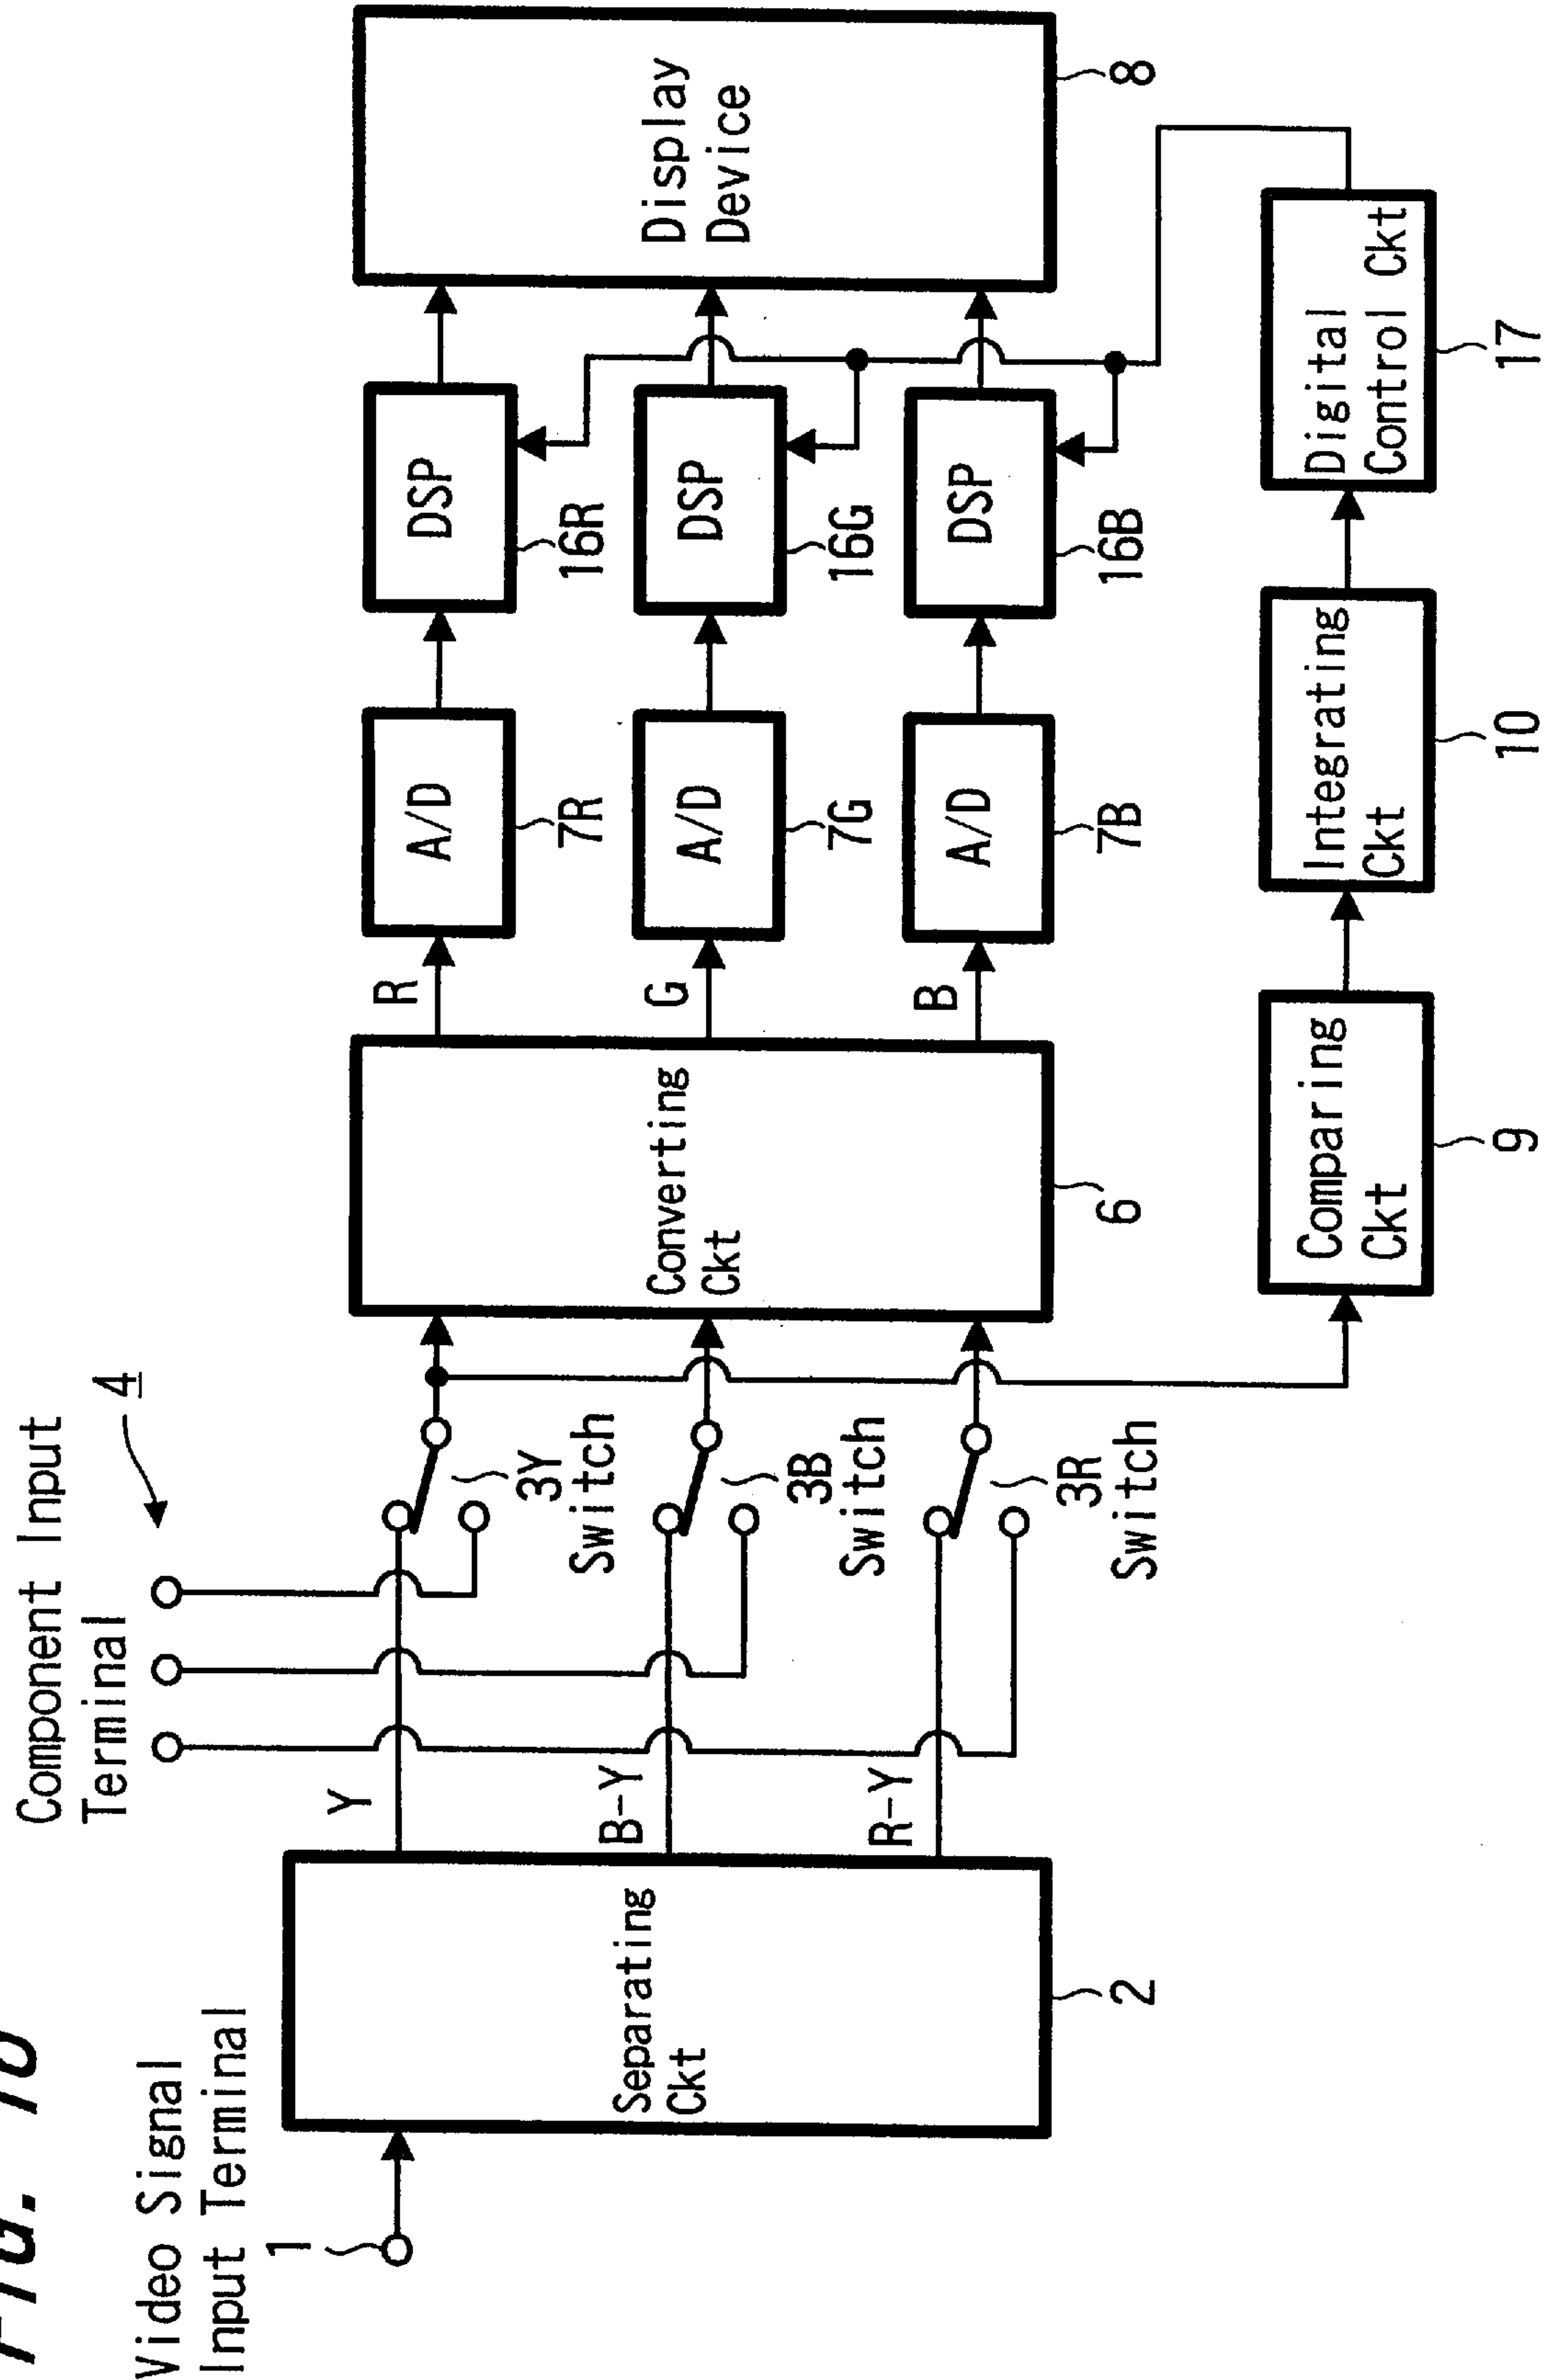 FIG. 10
Video Signal
Input Terminal
1
Component Input
Terminal
4
Separating
Ckt
2
Y
B-Y
R-Y
3Y
Switch
3B
Switch
3R
Switch
Converting
Ckt
6
R
G
B
A/D
7R
A/D
7G
A/D
7B
DSP
16R
DSP
16G
DSP
16B
Display
Device
8
Comparing
Ckt
9
Integrating
Ckt
10
Digital
Control Ckt
17